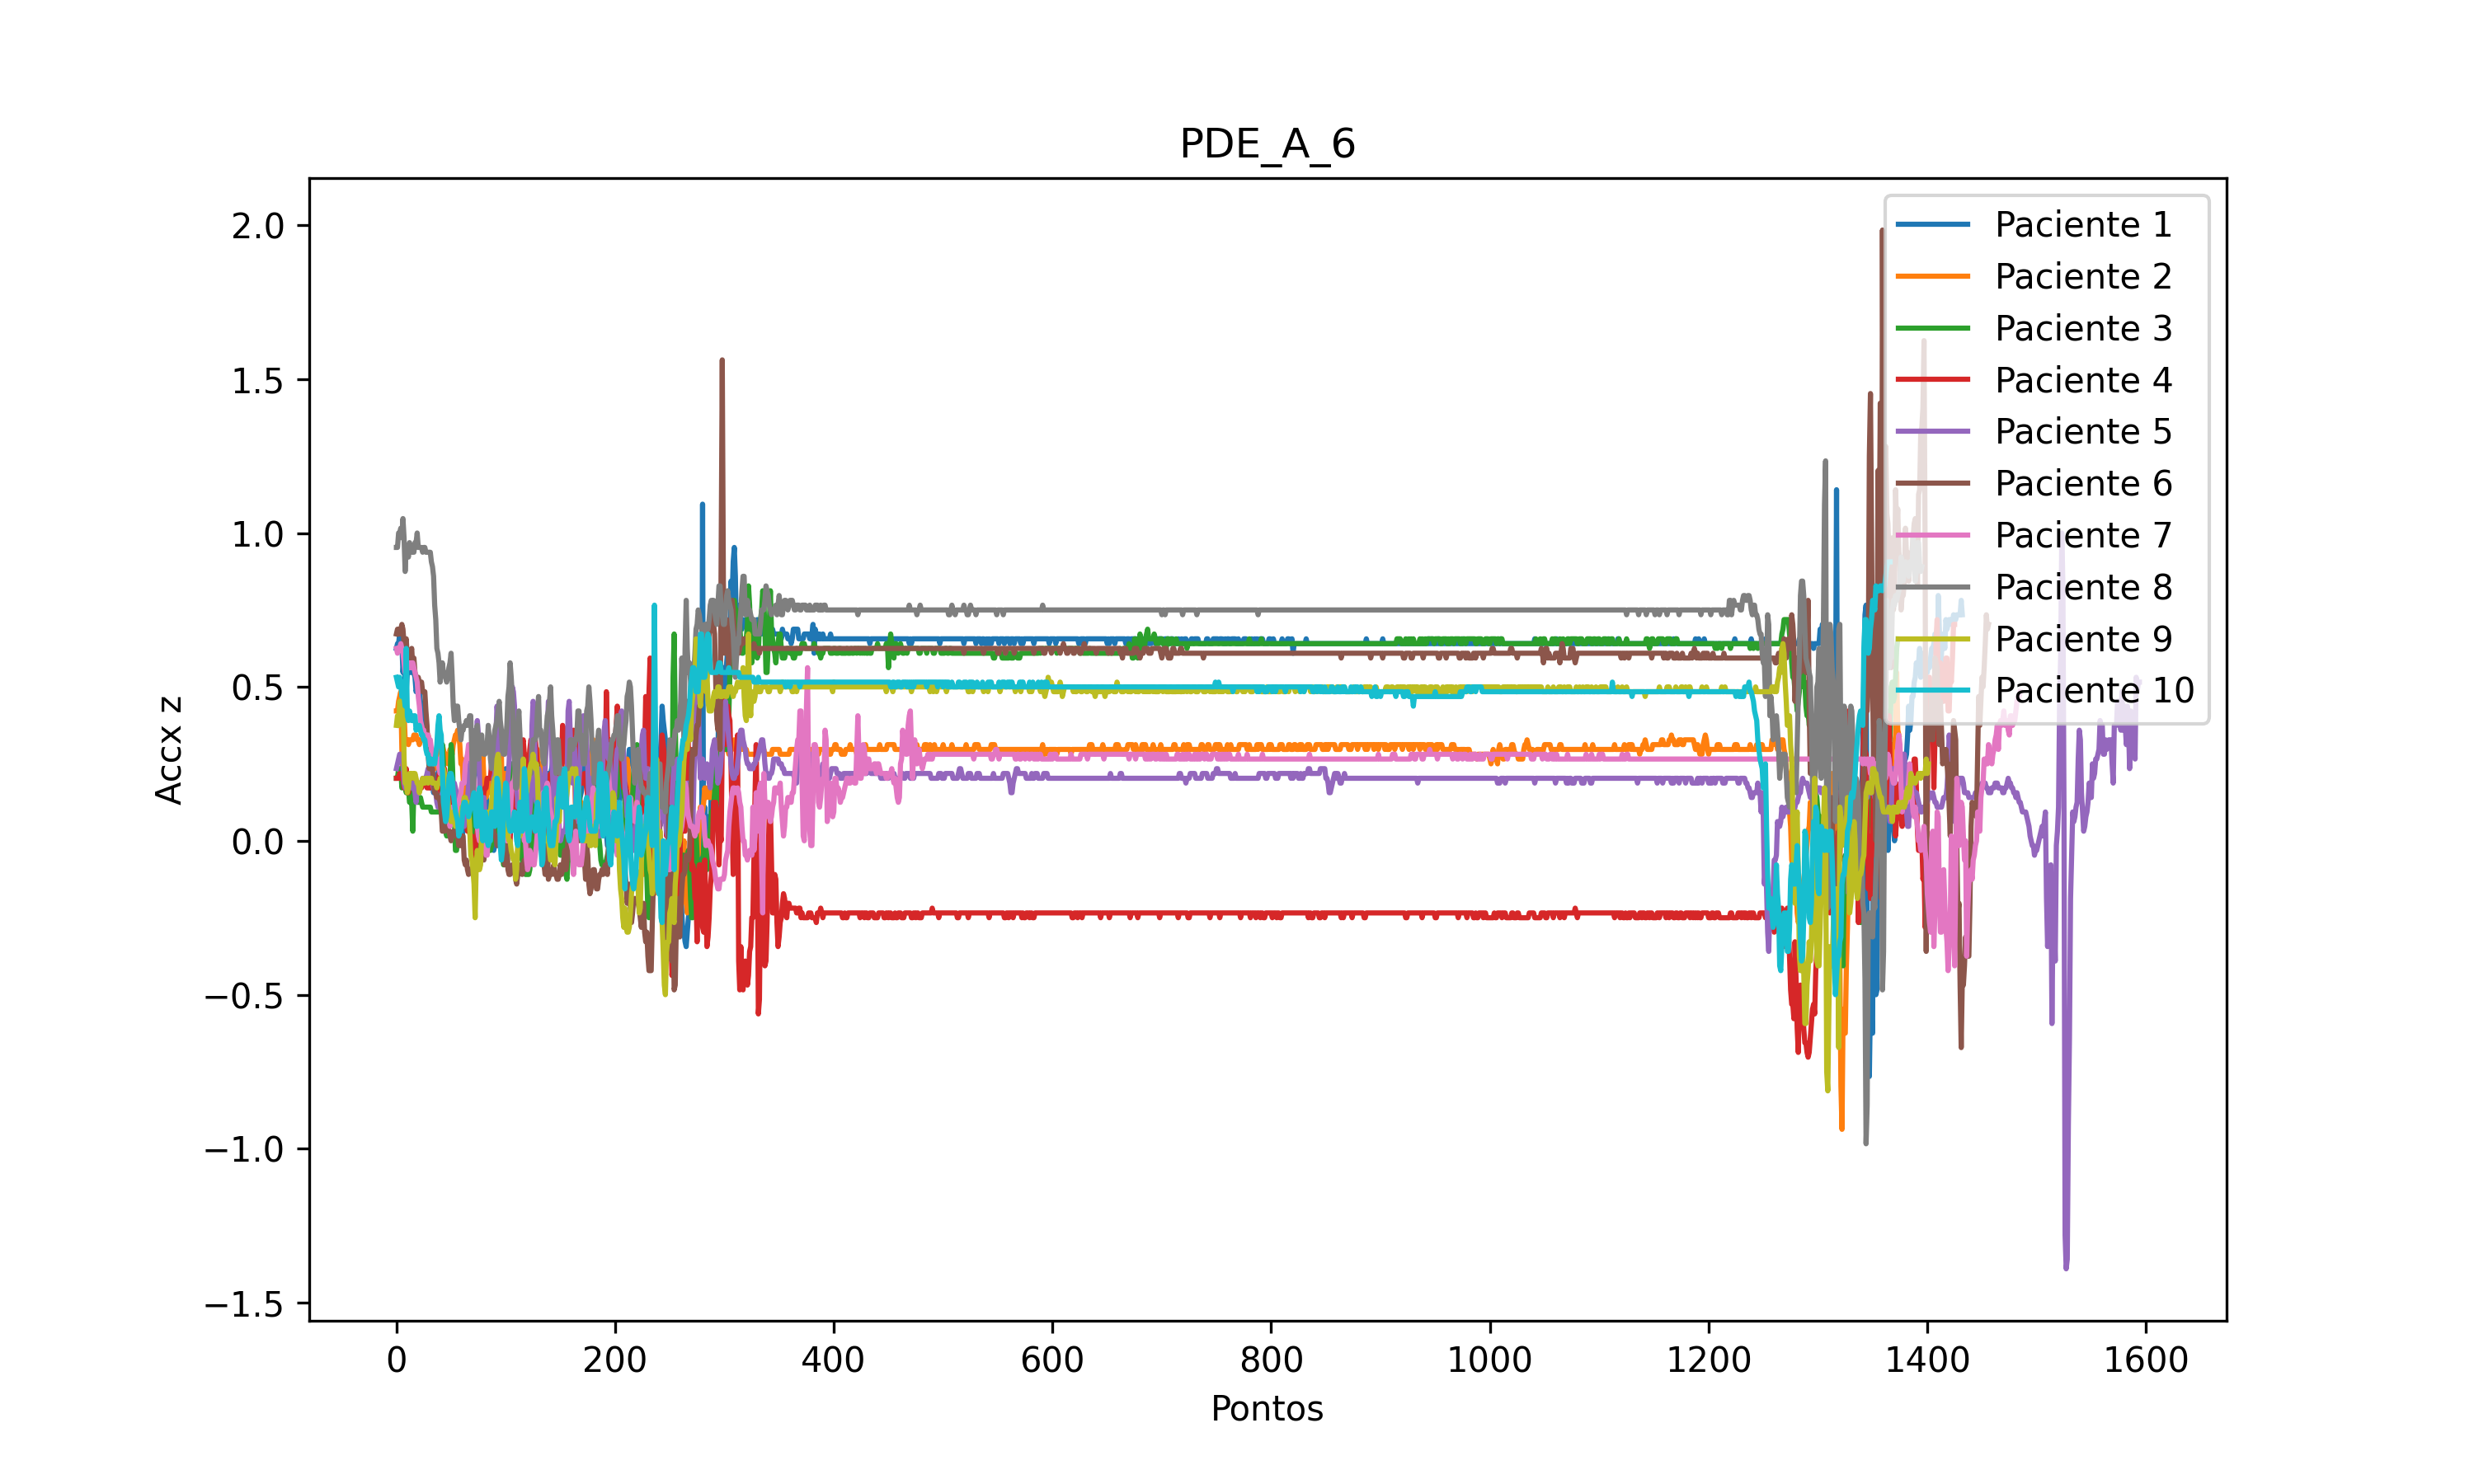 PDE_A_6
Accx z
2.0
1.5
1.0
0.5
0.0
−0.5
−1.0
−1.5
0 200 400 600 800 1000 1200 1400 1600
Pontos
Paciente 1
Paciente 2
Paciente 3
Paciente 4
Paciente 5
Paciente 6
Paciente 7
Paciente 8
Paciente 9
Paciente 10